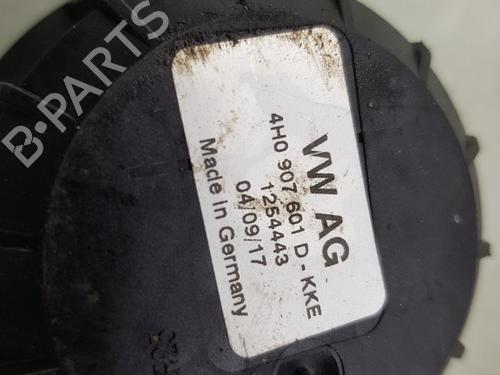 B-PARTS
VW AG
4H0 907 601 D - KKE
1254443
04/09/17
Made in Germany